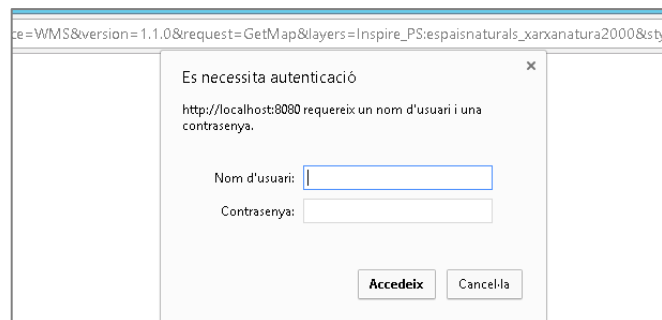 ce=WMS&version=1.1.0&request=GetMap&layers=Inspire_PS:espaisnaturals_xarxanatura2000&sty
Es necessita autenticació
http://localhost:8080 requereix un nom d'usuari i una
contrasenya.
Nom d'usuari:
Contrasenya:
Accedeix Cancel·la